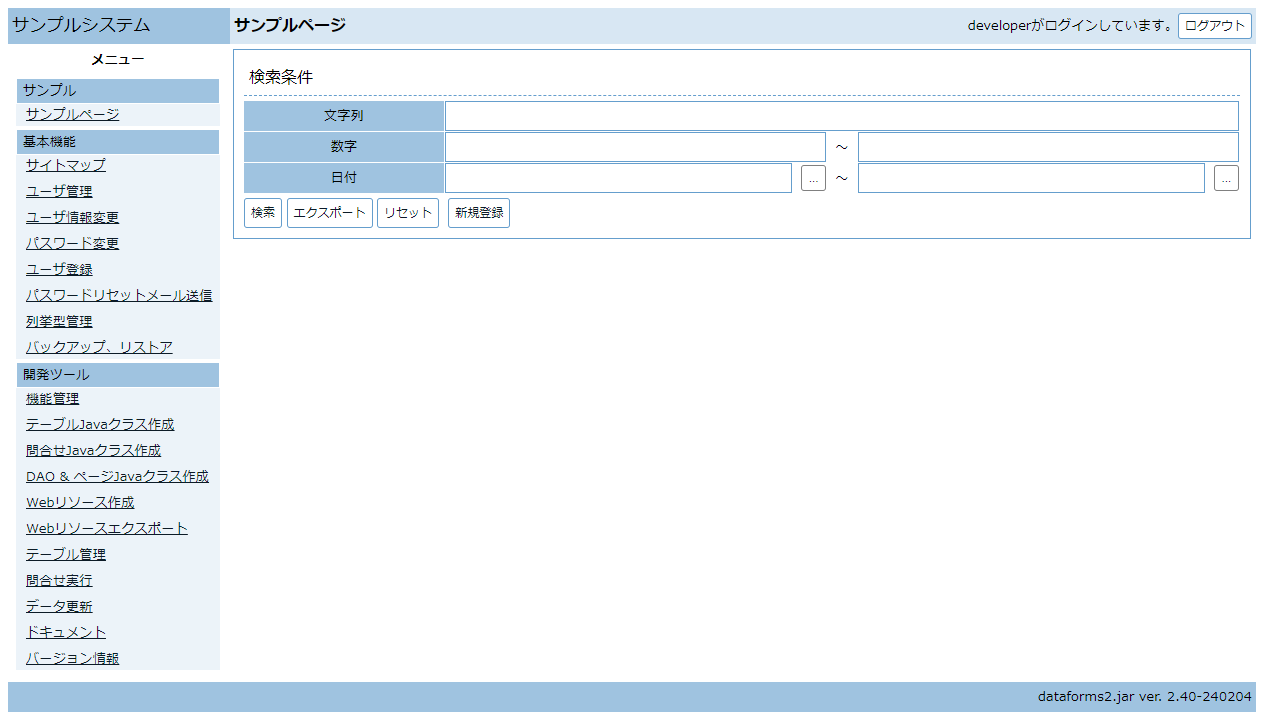 サンプルシステム
サンプルページ
developerがログインしています。 ログアウト
メニュー
サンプル
サンプルページ
基本機能
サイトマップ
ユーザ管理
ユーザ情報変更
パスワード変更
ユーザ登録
パスワードリセットメール送信
列挙型管理
バックアップ、リストア
開発ツール
機能管理
テーブルJavaクラス作成
問合せJavaクラス作成
DAO & ページJavaクラス作成
Webリソース作成
Webリソースエクスポート
テーブル管理
問合せ実行
データ更新
ドキュメント
バージョン情報
検索条件
文字列
数字 ～
日付 ... ～ ...
検索 エクスポート リセット 新規登録
dataforms2.jar ver. 2.40-240204